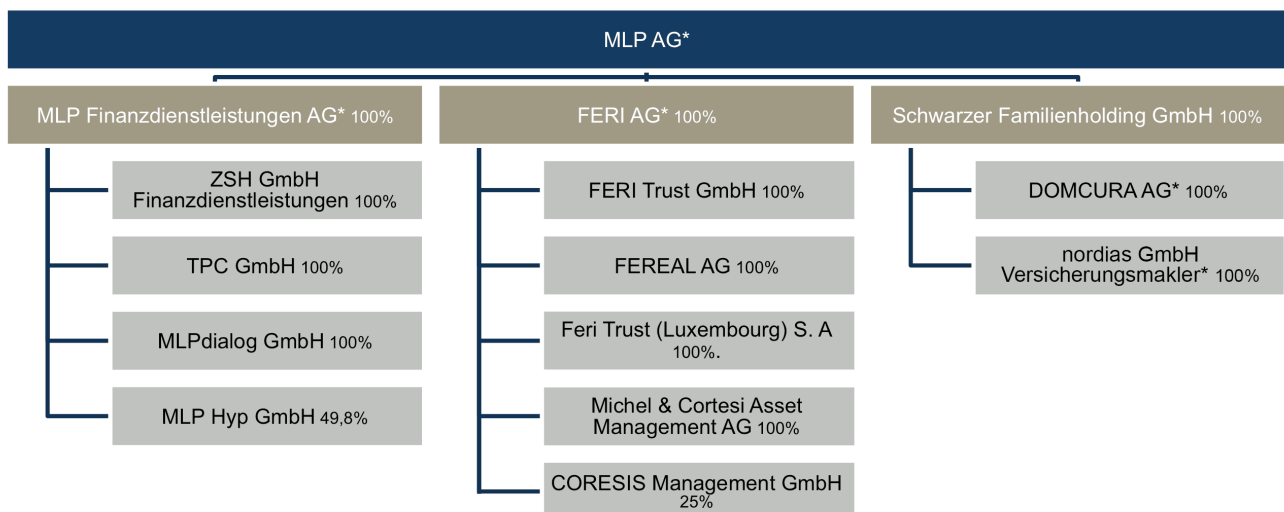 MLP AG*
MLP Finanzdienstleistungen AG* 100%
ZSH GmbH
Finanzdienstleistungen 100%
TPC GmbH 100%
MLPdialog GmbH 100%
MLP Hyp GmbH 49,8%
FERI AG* 100%
FERI Trust GmbH 100%
FEREAL AG 100%
Feri Trust (Luxembourg) S. A
100%.
Michel & Cortesi Asset
Management AG 100%
CORESIS Management GmbH
25%
Schwarzer Familienholding GmbH 100%
DOMCURA AG* 100%
nordias GmbH
Versicherungsmakler* 100%